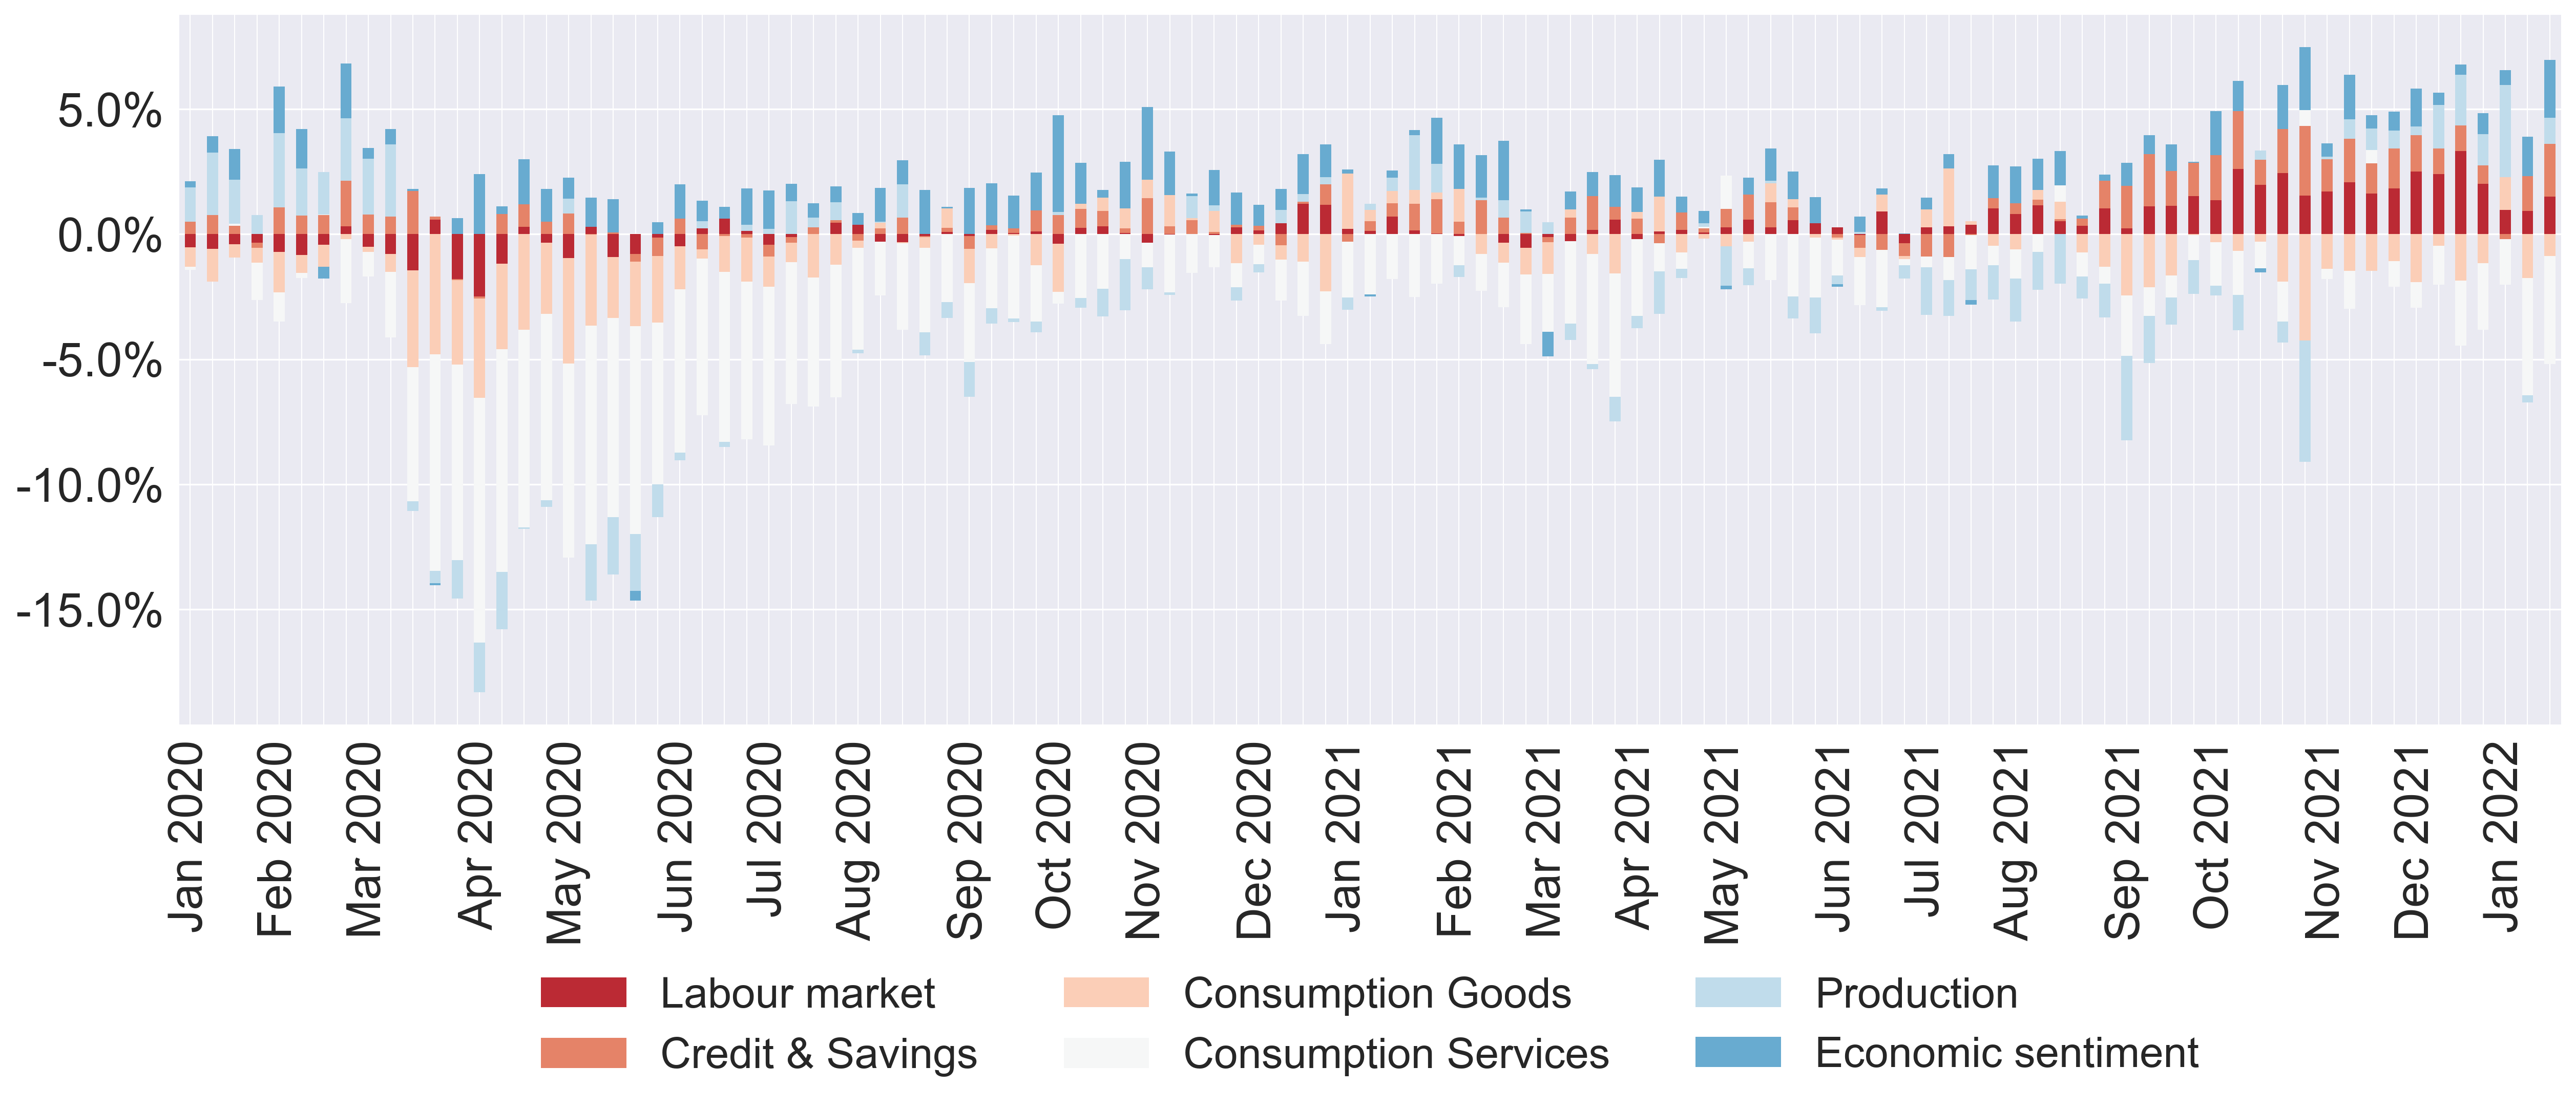 5.0%
0.0%
-5.0%
-10.0%
-15.0%
Jan 2020
Feb 2020
Mar 2020
Apr 2020
May 2020
Jun 2020
Jul 2020
Aug 2020
Sep 2020
Oct 2020
Nov 2020
Dec 2020
Jan 2021
Feb 2021
Mar 2021
Apr 2021
May 2021
Jun 2021
Jul 2021
Aug 2021
Sep 2021
Oct 2021
Nov 2021
Dec 2021
Jan 2022
Labour market
Consumption Goods
Production
Credit & Savings
Consumption Services
Economic sentiment